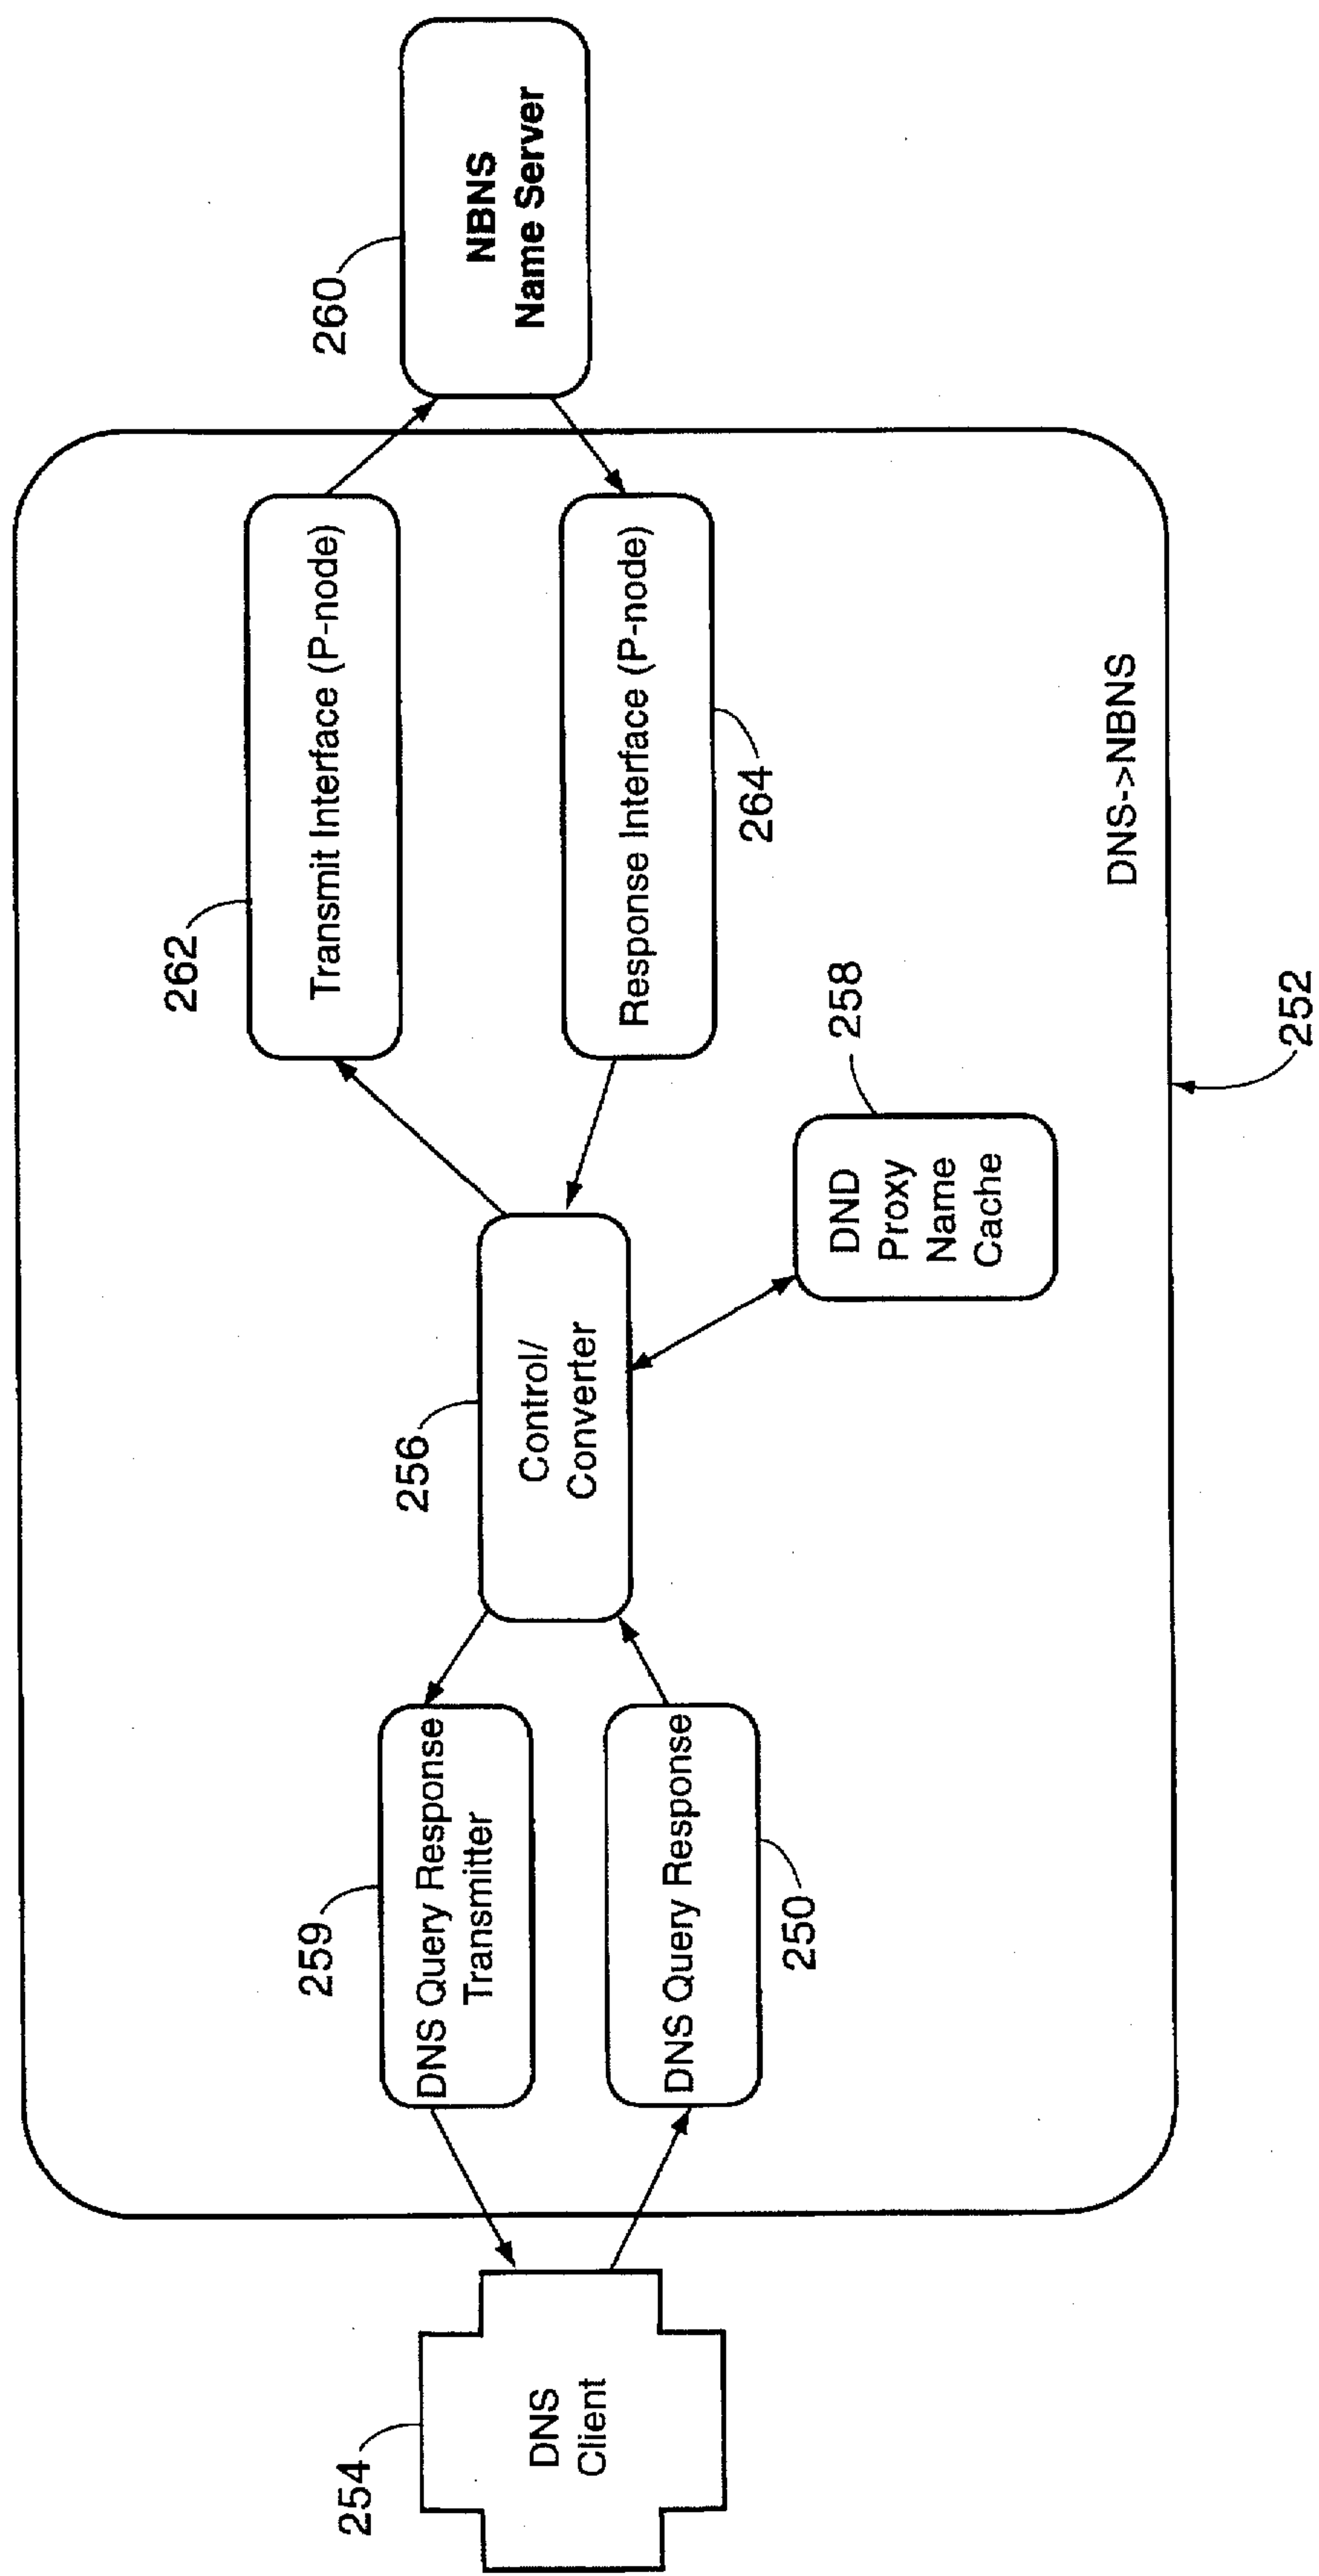 254
DNS
Client
259
DNS Query Response
Transmitter
DNS Query Response
250
256
Control/
Converter
DND
Proxy
Name
Cache
258
262
Transmit Interface (P-node)
Response Interface (P-node)
264
260
NBNS
Name Server
DNS->NBNS
252